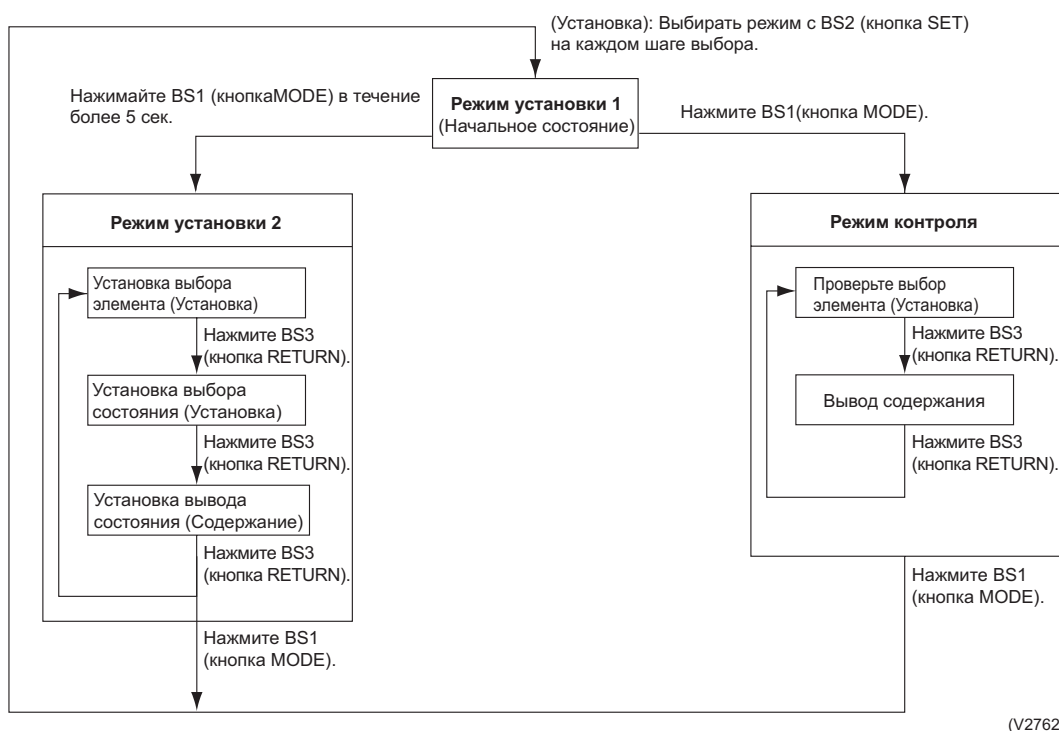 (Установка): Выбирать режим с BS2 (кнопка SET)
на каждом шаге выбора.
Нажимайте BS1 (кнопкаMODE) в течение
более 5 сек.
Режим установки 1
(Начальное состояние)
Нажмите BS1(кнопка MODE).
Режим установки 2
Установка выбора
элемента (Установка)
Нажмите BS3
(кнопка RETURN).
Установка выбора
состояния (Установка)
Нажмите BS3
(кнопка RETURN).
Установка вывода
состояния (Содержание)
Нажмите BS3
(кнопка RETURN).
Нажмите BS1
(кнопка MODE).
Режим контроля
Проверьте выбор
элемента (Установка)
Нажмите BS3
(кнопка RETURN).
Вывод содержания
Нажмите BS3
(кнопка RETURN).
Нажмите BS1
(кнопка MODE).
(V2762